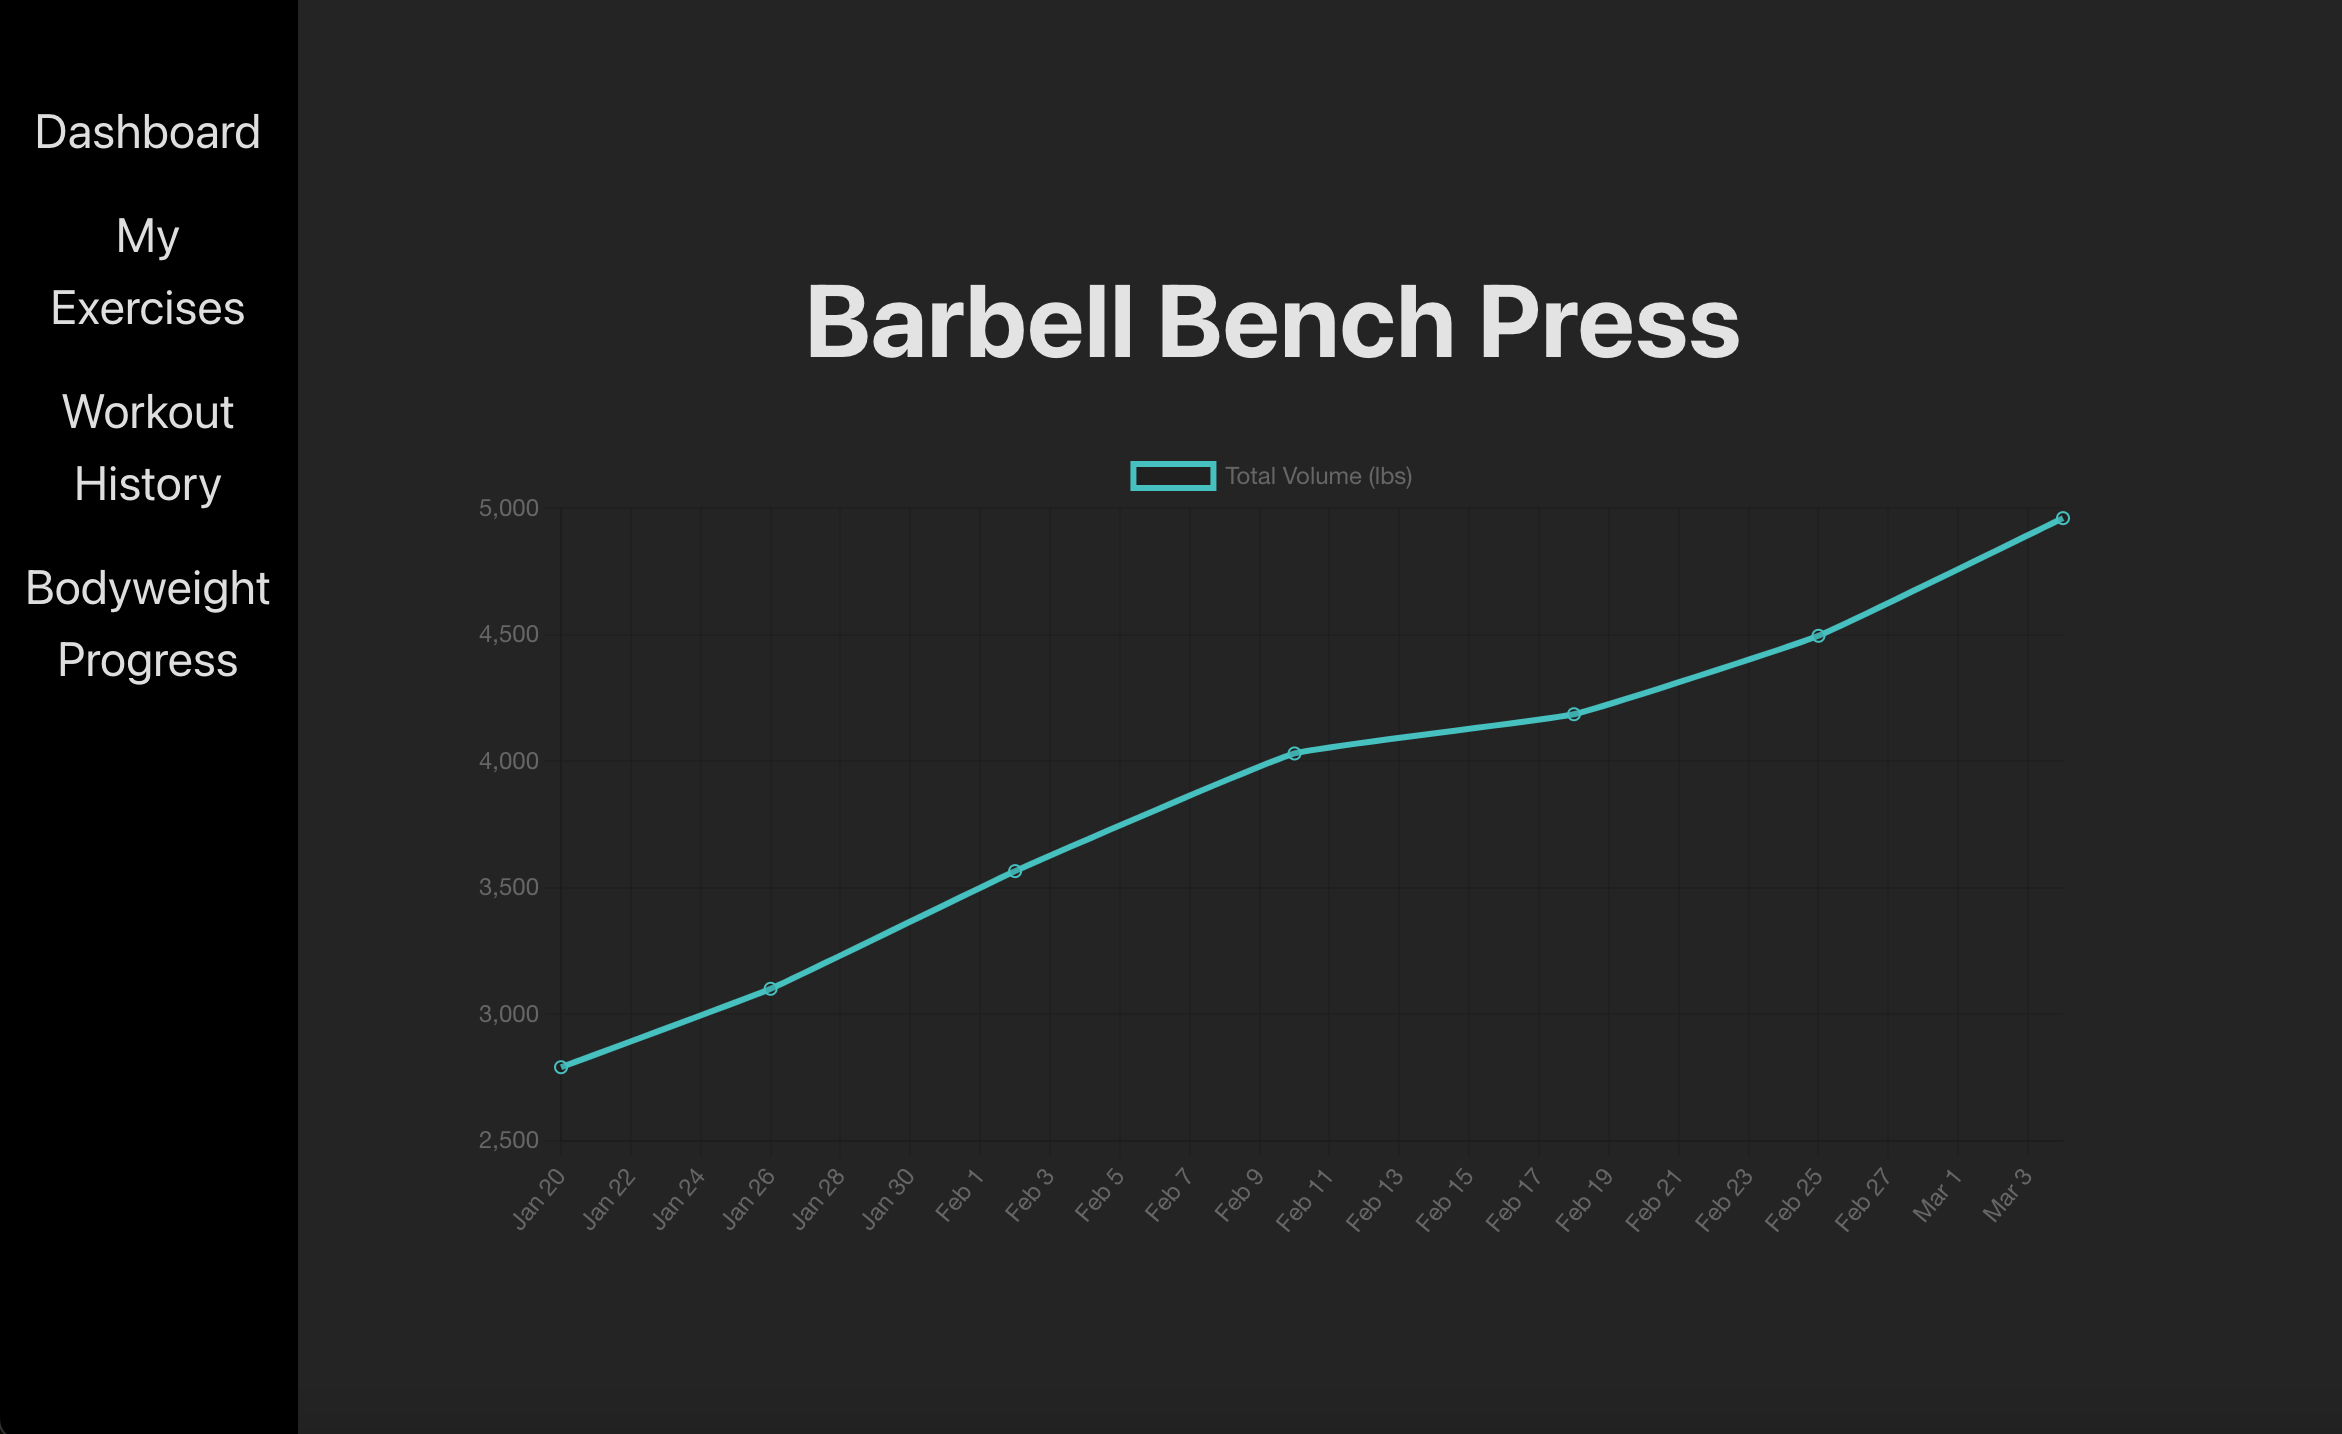 Dashboard
My
Exercises
Workout
History
Bodyweight
Progress
Barbell Bench Press
Total Volume (lbs)
5,000
4,500
4,000
3,500
3,000
2,500
Jan 20
Jan 22
Jan 24
Jan 26
Jan 28
Jan 30
Feb 1
Feb 3
Feb 5
Feb 7
Feb 9
Feb 11
Feb 13
Feb 15
Feb 17
Feb 19
Feb 21
Feb 23
Feb 25
Feb 27
Mar 1
Mar 3